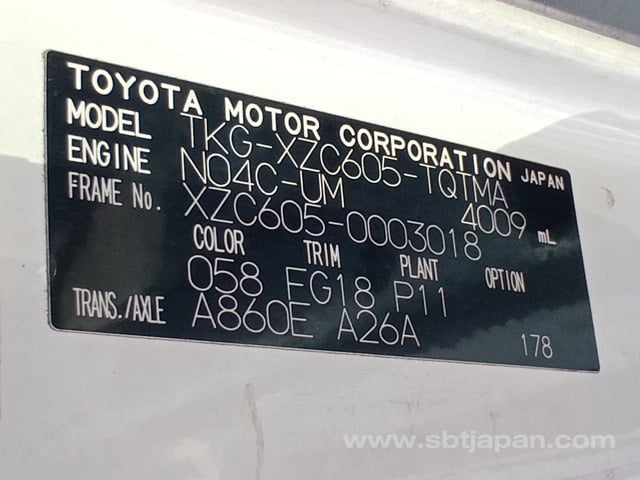 TOYOTA MOTOR CORPORATION JAPAN
MODEL TKG-XZC605-TQTMA
ENGINE N04C-UM 4009 mL
FRAME No. XZC605-0003018
COLOR TRIM PLANT OPTION
058 FG18 P11
TRANS./AXLE A860E A26A 178
www.sbtjapan.com